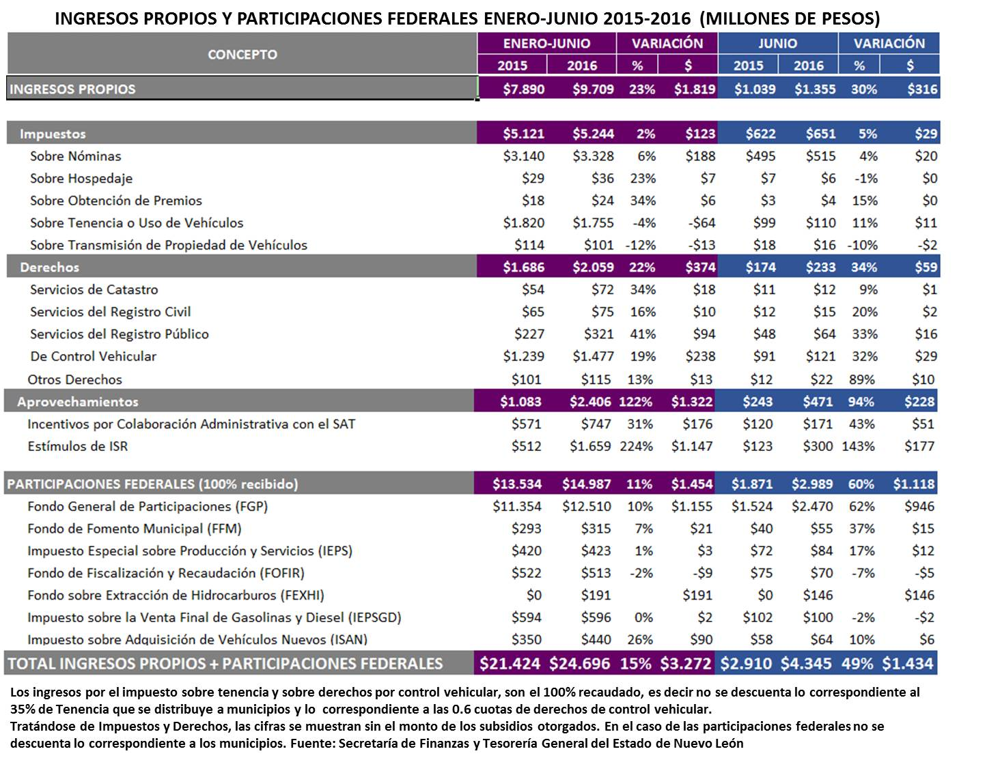 INGRESOS PROPIOS Y PARTICIPACIONES FEDERALES ENERO-JUNIO 2015-2016 (MILLONES DE PESOS)
CONCEPTO ENERO-JUNIO VARIACIÓN JUNIO VARIACIÓN
2015 2016 % $ 2015 2016 % $
INGRESOS PROPIOS $7.890 $9.709 23% $1.819 $1.039 $1.355 30% $316
Impuestos $5.121 $5.244 2% $123 $622 $651 5% $29
Sobre Nóminas $3.140 $3.328 6% $188 $495 $515 4% $20
Sobre Hospedaje $29 $36 23% $7 $7 $6 -1% $0
Sobre Obtención de Premios $18 $24 34% $6 $3 $4 15% $0
Sobre Tenencia o Uso de Vehículos $1.820 $1.755 -4% -$64 $99 $110 11% $11
Sobre Transmisión de Propiedad de Vehículos $114 $101 -12% -$13 $18 $16 -10% -$2
Derechos $1.686 $2.059 22% $374 $174 $233 34% $59
Servicios de Catastro $54 $72 34% $18 $11 $12 9% $1
Servicios del Registro Civil $65 $75 16% $10 $12 $15 20% $2
Servicios del Registro Público $227 $321 41% $94 $48 $64 33% $16
De Control Vehicular $1.239 $1.477 19% $238 $91 $121 32% $29
Otros Derechos $101 $115 13% $13 $12 $22 89% $10
Aprovechamientos $1.083 $2.406 122% $1.322 $243 $471 94% $228
Incentivos por Colaboración Administrativa con el SAT $571 $747 31% $176 $120 $171 43% $51
Estímulos de ISR $512 $1.659 224% $1.147 $123 $300 143% $177
PARTICIPACIONES FEDERALES (100% recibido) $13.534 $14.987 11% $1.454 $1.871 $2.989 60% $1.118
Fondo General de Participaciones (FGP) $11.354 $12.510 10% $1.155 $1.524 $2.470 62% $946
Fondo de Fomento Municipal (FFM) $293 $315 7% $21 $40 $55 37% $15
Impuesto Especial sobre Producción y Servicios (IEPS) $420 $423 1% $3 $72 $84 17% $12
Fondo de Fiscalización y Recaudación (FOFIR) $522 $513 -2% -$9 $75 $70 -7% -$5
Fondo sobre Extracción de Hidrocarburos (FEXHI) $0 $191 $191 $0 $146 $146
Impuesto sobre la Venta Final de Gasolinas y Diesel (IEPSGD) $594 $596 0% $2 $102 $100 -2% -$2
Impuesto sobre Adquisición de Vehículos Nuevos (ISAN) $350 $440 26% $90 $58 $64 10% $6
TOTAL INGRESOS PROPIOS + PARTICIPACIONES FEDERALES $21.424 $24.696 15% $3.272 $2.910 $4.345 49% $1.434
Los ingresos por el impuesto sobre tenencia y sobre derechos por control vehicular, son el 100% recaudado, es decir no se descuenta lo correspondiente al
35% de Tenencia que se distribuye a municipios y lo correspondiente a las 0.6 cuotas de derechos de control vehicular.
Tratándose de Impuestos y Derechos, las cifras se muestran sin el monto de los subsidios otorgados. En el caso de las participaciones federales no se
descuenta lo correspondiente a los municipios. Fuente: Secretaría de Finanzas y Tesorería General del Estado de Nuevo León